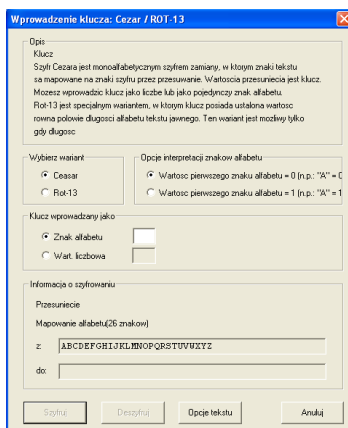 Wprowadzenie klucza: Cezar / ROT-13
Opis
Klucz
Szyfr Cezara jest monoalfabetycznym szyfrem zamiany, w ktorym znaki tekstu
sa mapowane na znaki szyfru przez przesuwanie. Wartoscia przesuniecia jest klucz.
Mozesz wprowadzic klucz jako liczbe lub jako pojedynczy znak alfabetu.
Rot-13 jest specjalnym wariantem, w ktorym klucz posiada ustalona wartosc
rowna polowie dlugosci alfabetu tekstu jawnego. Ten wariant jest mozliwy tylko
gdy dlugosc
Wybierz wariant
Ceasar
Rot-13
Opcje interpretacji znakow alfabetu
Wartosc pierwszego znaku alfabetu = 0 (n.p.: "A" = 0
Wartosc pierwszego znaku alfabetu = 1 (n.p.: "A" = 1
Klucz wprowadzany jako
Znak alfabetu
Wart. liczbowa
Informacja o szyfrowaniu
Przesuniecie
Mapowanie alfabetu(26 znakow)
z: ABCDEFGHIJKLMNOPQRSTUVWXYZ
do:
Szyfruj Deszyfruj Opcje tekstu Anuluj